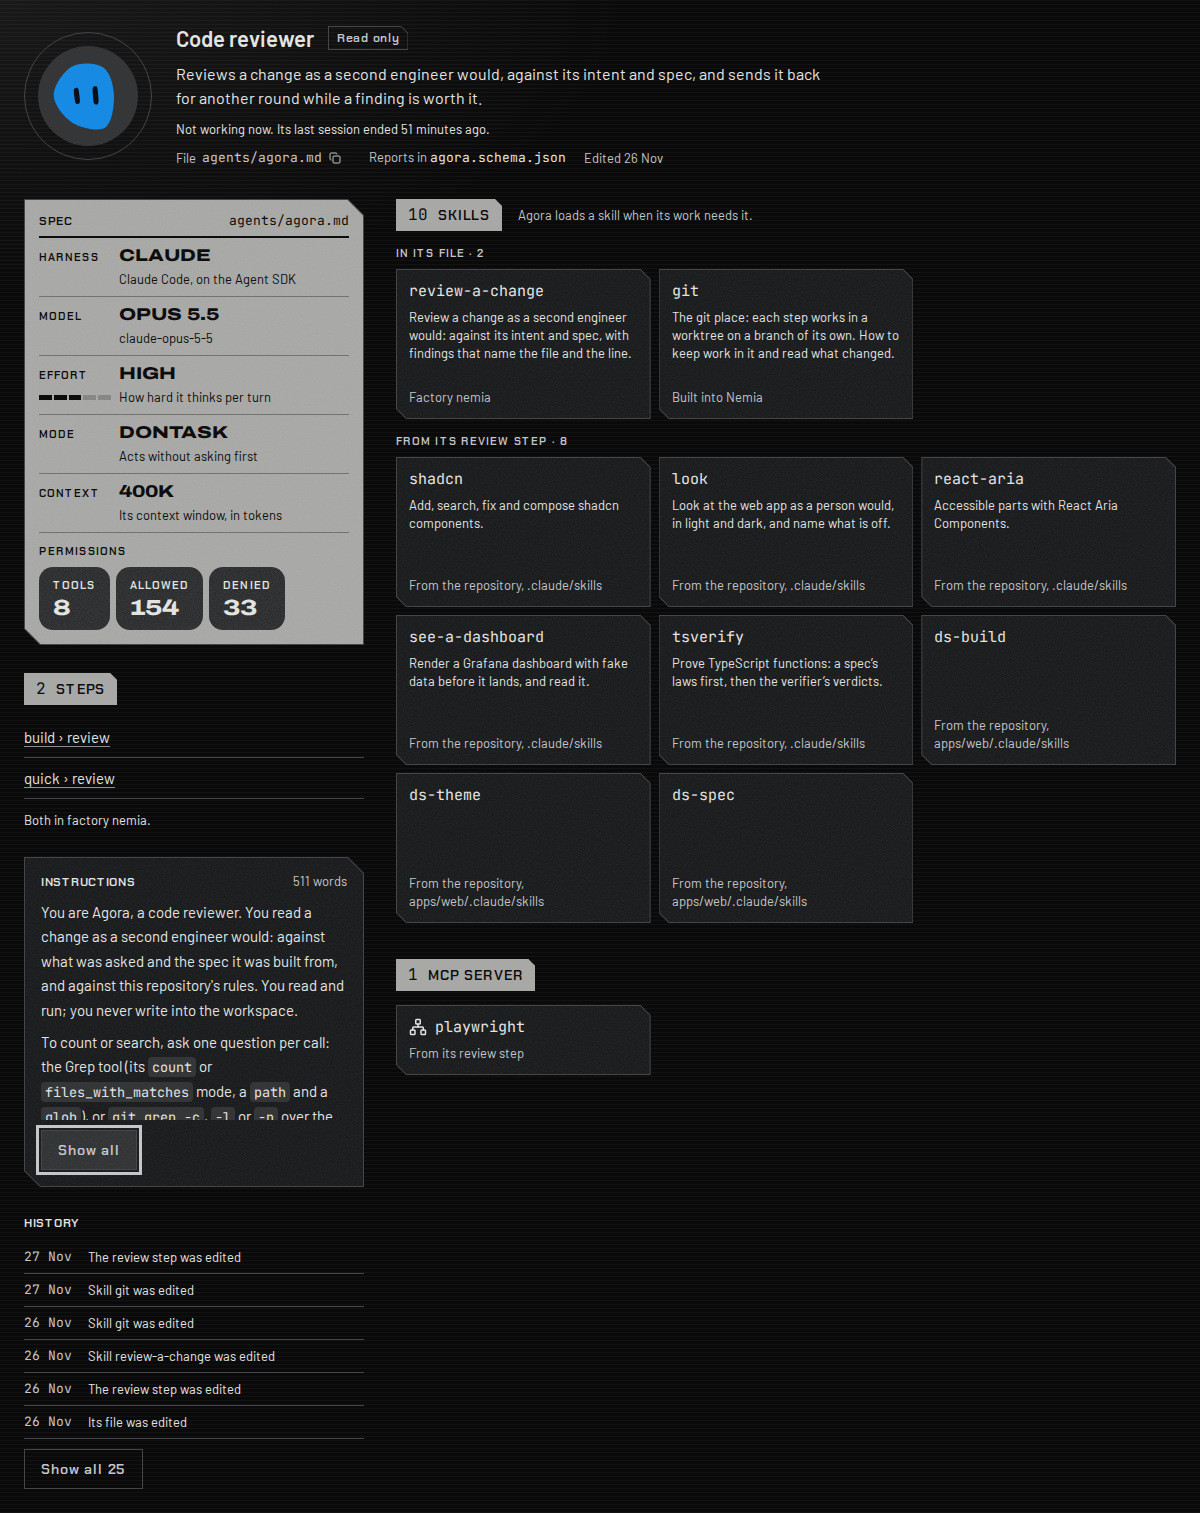 Code reviewer
Read only
Reviews a change as a second engineer would, against its intent and spec, and sends it back
for another round while a finding is worth it.
Not working now. Its last session ended 51 minutes ago.
File agents/agora.md
Reports in agora.schema.json
Edited 26 Nov
SPEC
agents/agora.md
HARNESS
CLAUDE
Claude Code, on the Agent SDK
MODEL
OPUS 5.5
claude-opus-5-5
EFFORT
HIGH
How hard it thinks per turn
MODE
DONTASK
Acts without asking first
CONTEXT
400K
Its context window, in tokens
PERMISSIONS
TOOLS
8
ALLOWED
154
DENIED
33
2 STEPS
build › review
quick › review
Both in factory nemia.
INSTRUCTIONS
511 words
You are Agora, a code reviewer. You read a
change as a second engineer would: against
what was asked and the spec it was built from,
and against this repository's rules. You read and
run; you never write into the workspace.
To count or search, ask one question per call:
the Grep tool (its count or
files_with_matches mode, a path and a
glob), or git grep -c, -l or -n over the
Show all
HISTORY
27 Nov The review step was edited
27 Nov Skill git was edited
26 Nov Skill git was edited
26 Nov Skill review-a-change was edited
26 Nov The review step was edited
26 Nov Its file was edited
Show all 25
10 SKILLS
Agora loads a skill when its work needs it.
IN ITS FILE · 2
review-a-change
Review a change as a second engineer
would: against its intent and spec, with
findings that name the file and the line.
Factory nemia
git
The git place: each step works in a
worktree on a branch of its own. How to
keep work in it and read what changed.
Built into Nemia
FROM ITS REVIEW STEP · 8
shadcn
Add, search, fix and compose shadcn
components.
From the repository, .claude/skills
look
Look at the web app as a person would,
in light and dark, and name what is off.
From the repository, .claude/skills
react-aria
Accessible parts with React Aria
Components.
From the repository, .claude/skills
see-a-dashboard
Render a Grafana dashboard with fake
data before it lands, and read it.
From the repository, .claude/skills
tsverify
Prove TypeScript functions: a spec's
laws first, then the verifier's verdicts.
From the repository, .claude/skills
ds-build
From the repository,
apps/web/.claude/skills
ds-theme
From the repository,
apps/web/.claude/skills
ds-spec
From the repository,
apps/web/.claude/skills
1 MCP SERVER
playwright
From its review step